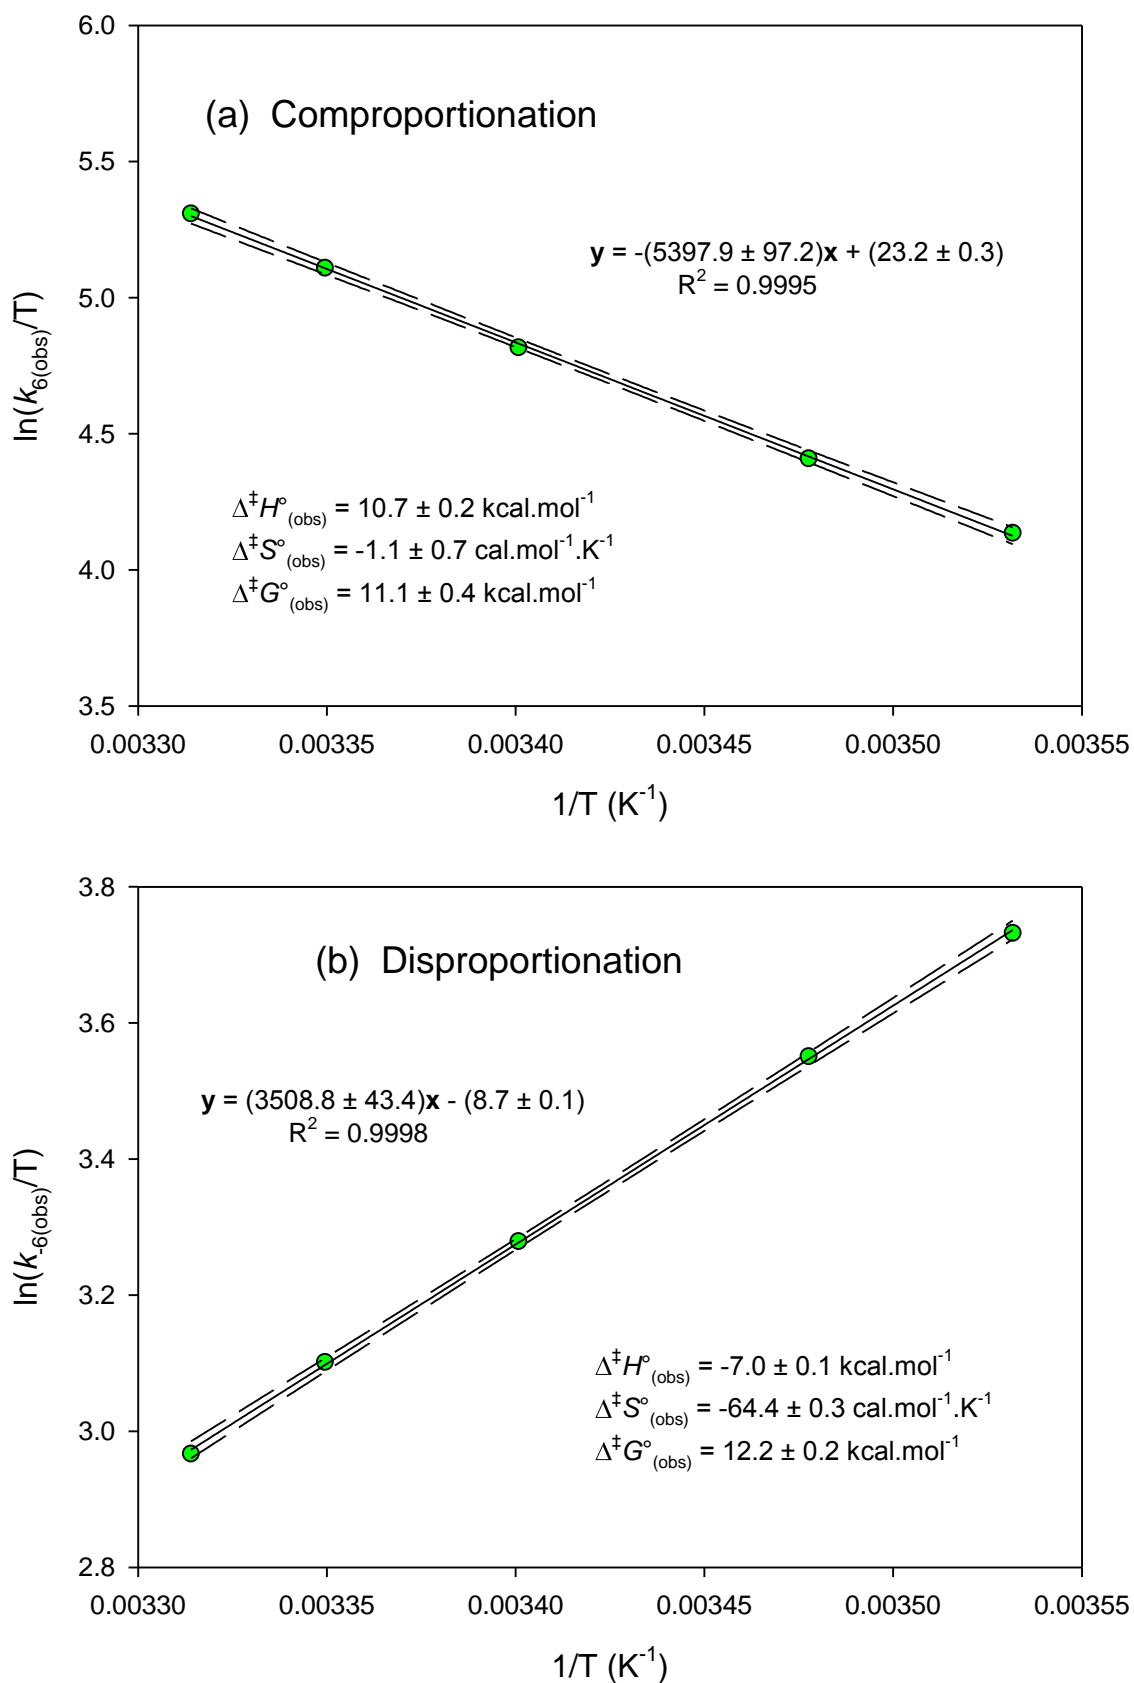 6.0
(a) Comproportionation
5.5
y = -(5397.9 ± 97.2)x + (23.2 ± 0.3)
R² = 0.9995
5.0
ln(k6(obs)/T)
4.5
Δ‡H°(obs) = 10.7 ± 0.2 kcal.mol⁻¹
Δ‡S°(obs) = -1.1 ± 0.7 cal.mol⁻¹.K⁻¹
Δ‡G°(obs) = 11.1 ± 0.4 kcal.mol⁻¹
4.0
3.5
0.00330 0.00335 0.00340 0.00345 0.00350 0.00355
1/T (K⁻¹)
3.8
(b) Disproportionation
3.6
y = (3508.8 ± 43.4)x - (8.7 ± 0.1)
R² = 0.9998
3.4
ln(k-6(obs)/T)
3.2
Δ‡H°(obs) = -7.0 ± 0.1 kcal.mol⁻¹
Δ‡S°(obs) = -64.4 ± 0.3 cal.mol⁻¹.K⁻¹
3.0
Δ‡G°(obs) = 12.2 ± 0.2 kcal.mol⁻¹
2.8
0.00330 0.00335 0.00340 0.00345 0.00350 0.00355
1/T (K⁻¹)